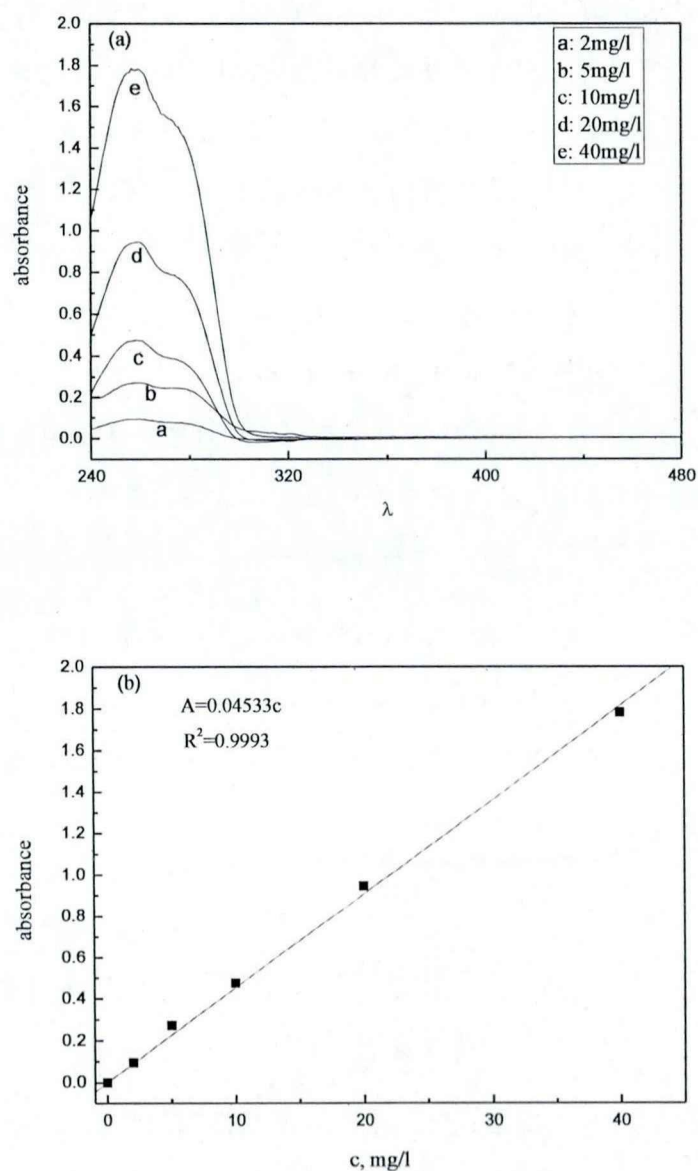 2.0
(a)
a: 2mg/l
b: 5mg/l
c: 10mg/l
d: 20mg/l
e: 40mg/l
1.8
e
1.6
1.4
1.2
1.0
d
0.8
0.6
0.4
c
0.2
b
a
0.0
240 320 400 480
λ
absorbance
2.0
(b)
A=0.04533c
R²=0.9993
1.8
1.6
1.4
1.2
1.0
0.8
0.6
0.4
0.2
0.0
0 10 20 30 40
c, mg/l
absorbance